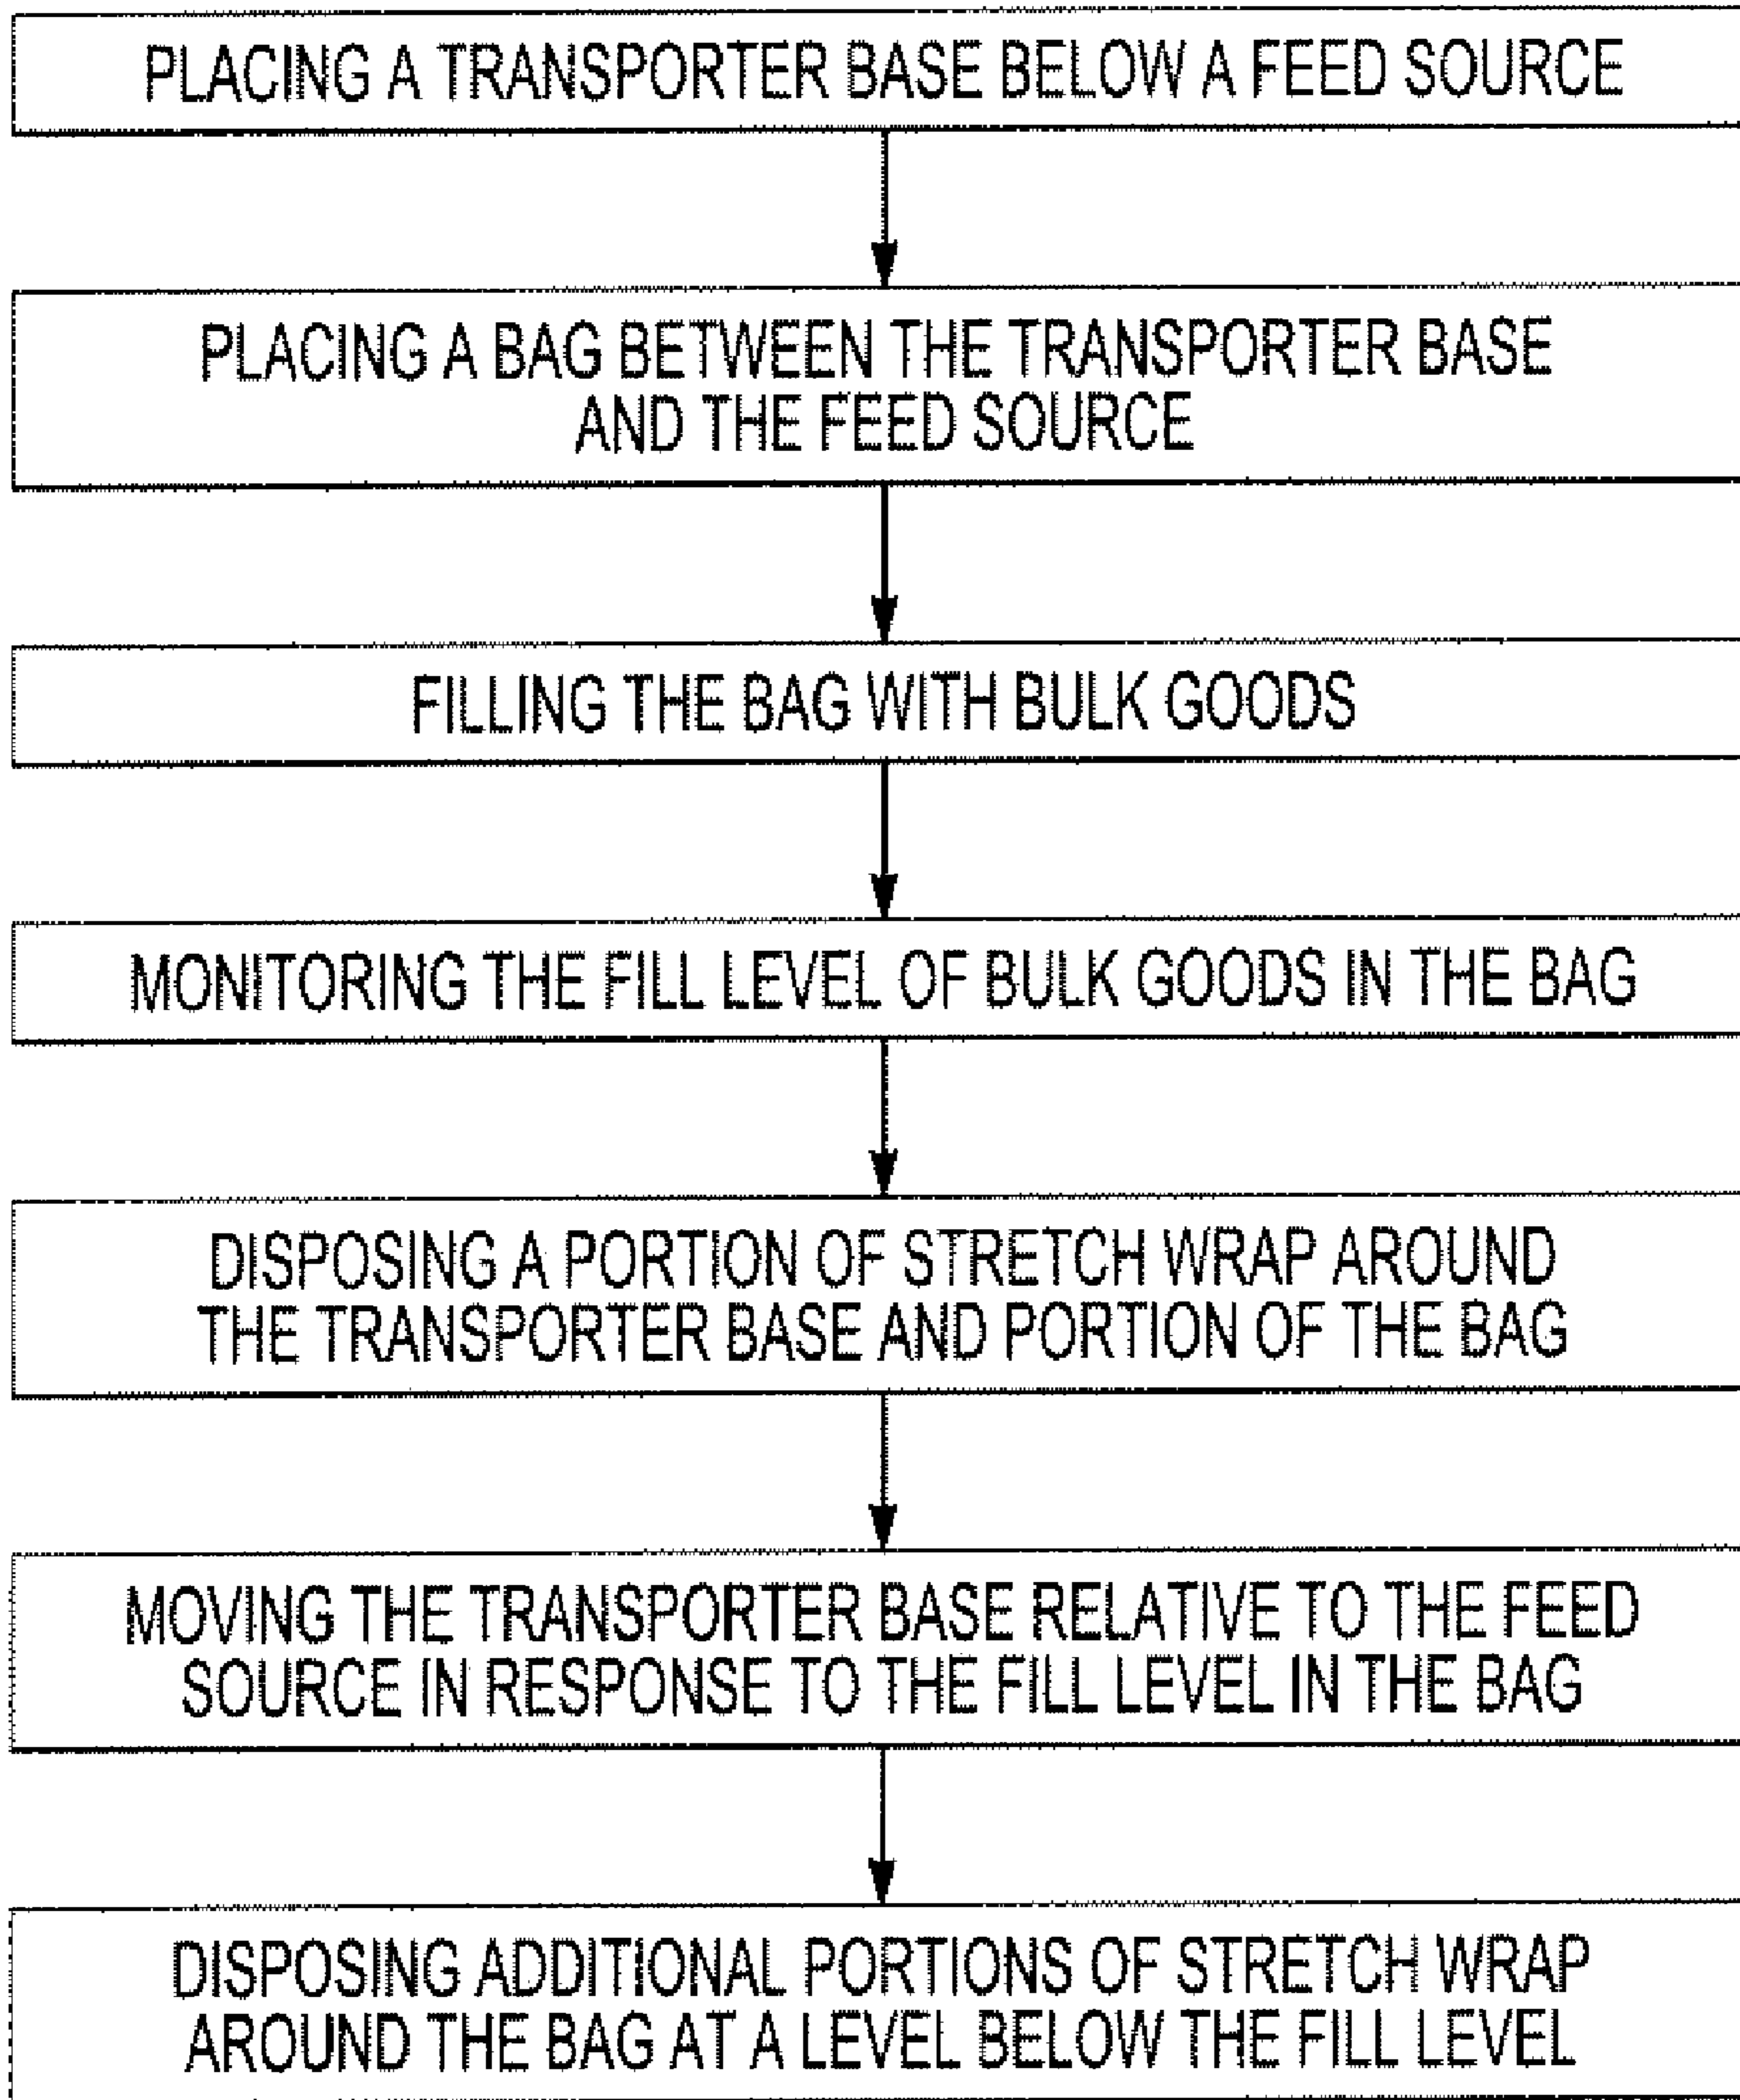 PLACING A TRANSPORTER BASE BELOW A FEED SOURCE
PLACING A BAG BETWEEN THE TRANSPORTER BASE
AND THE FEED SOURCE
FILLING THE BAG WITH BULK GOODS
MONITORING THE FILL LEVEL OF BULK GOODS IN THE BAG
DISPOSING A PORTION OF STRETCH WRAP AROUND
THE TRANSPORTER BASE AND PORTION OF THE BAG
MOVING THE TRANSPORTER BASE RELATIVE TO THE FEED
SOURCE IN RESPONSE TO THE FILL LEVEL IN THE BAG
DISPOSING ADDITIONAL PORTIONS OF STRETCH WRAP
AROUND THE BAG AT A LEVEL BELOW THE FILL LEVEL